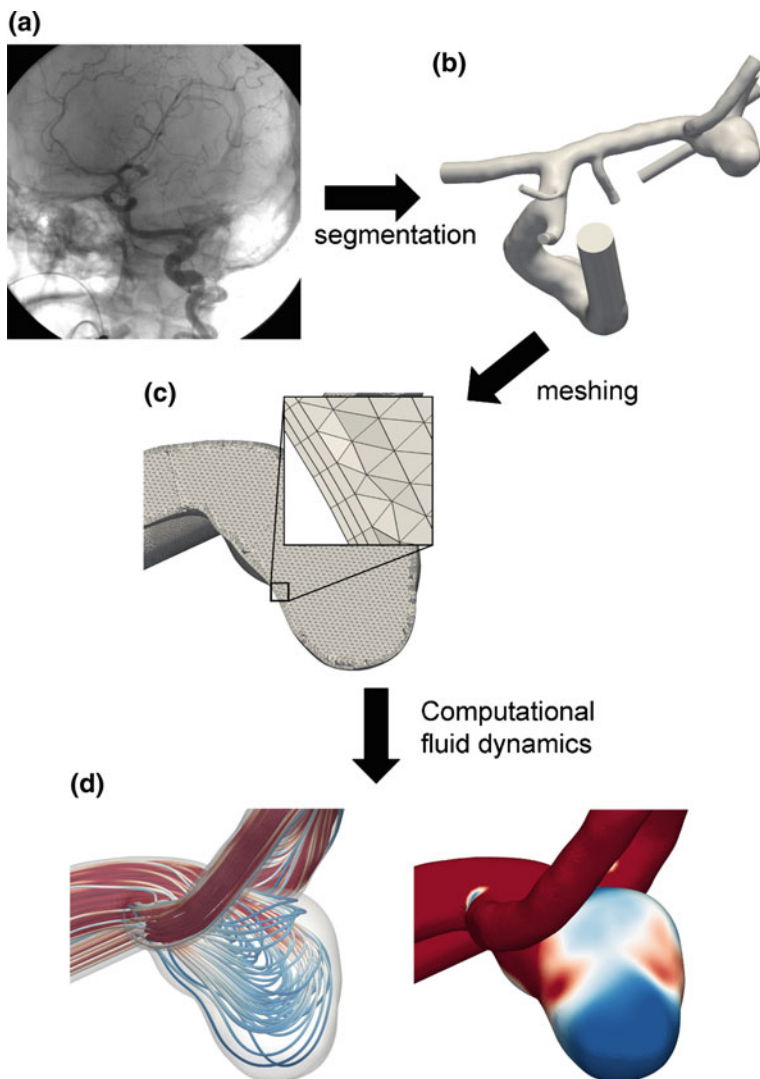 (a)
(b)
segmentation
(c)
meshing
Computational
fluid dynamics
(d)